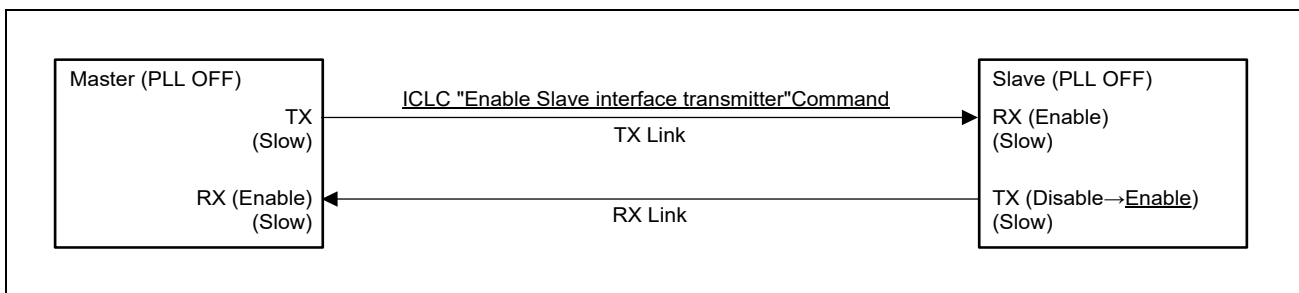 Master (PLL OFF)
TX
(Slow)
RX (Enable)
(Slow)
ICLC "Enable Slave interface transmitter"Command
TX Link
RX Link
Slave (PLL OFF)
RX (Enable)
(Slow)
TX (Disable→Enable)
(Slow)